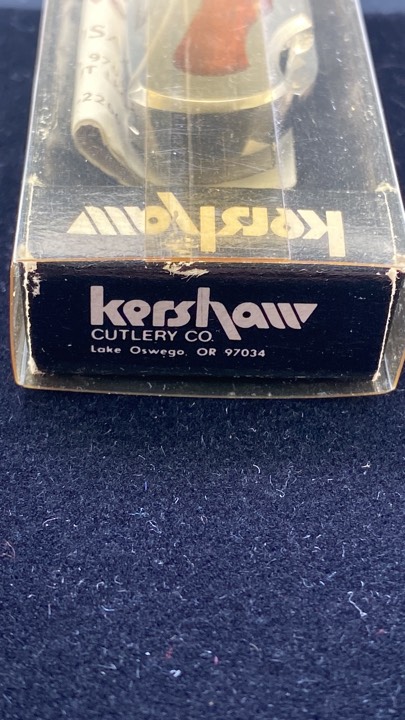 kershaw
kershaw
CUTLERY CO.
Lake Oswego, OR 97034